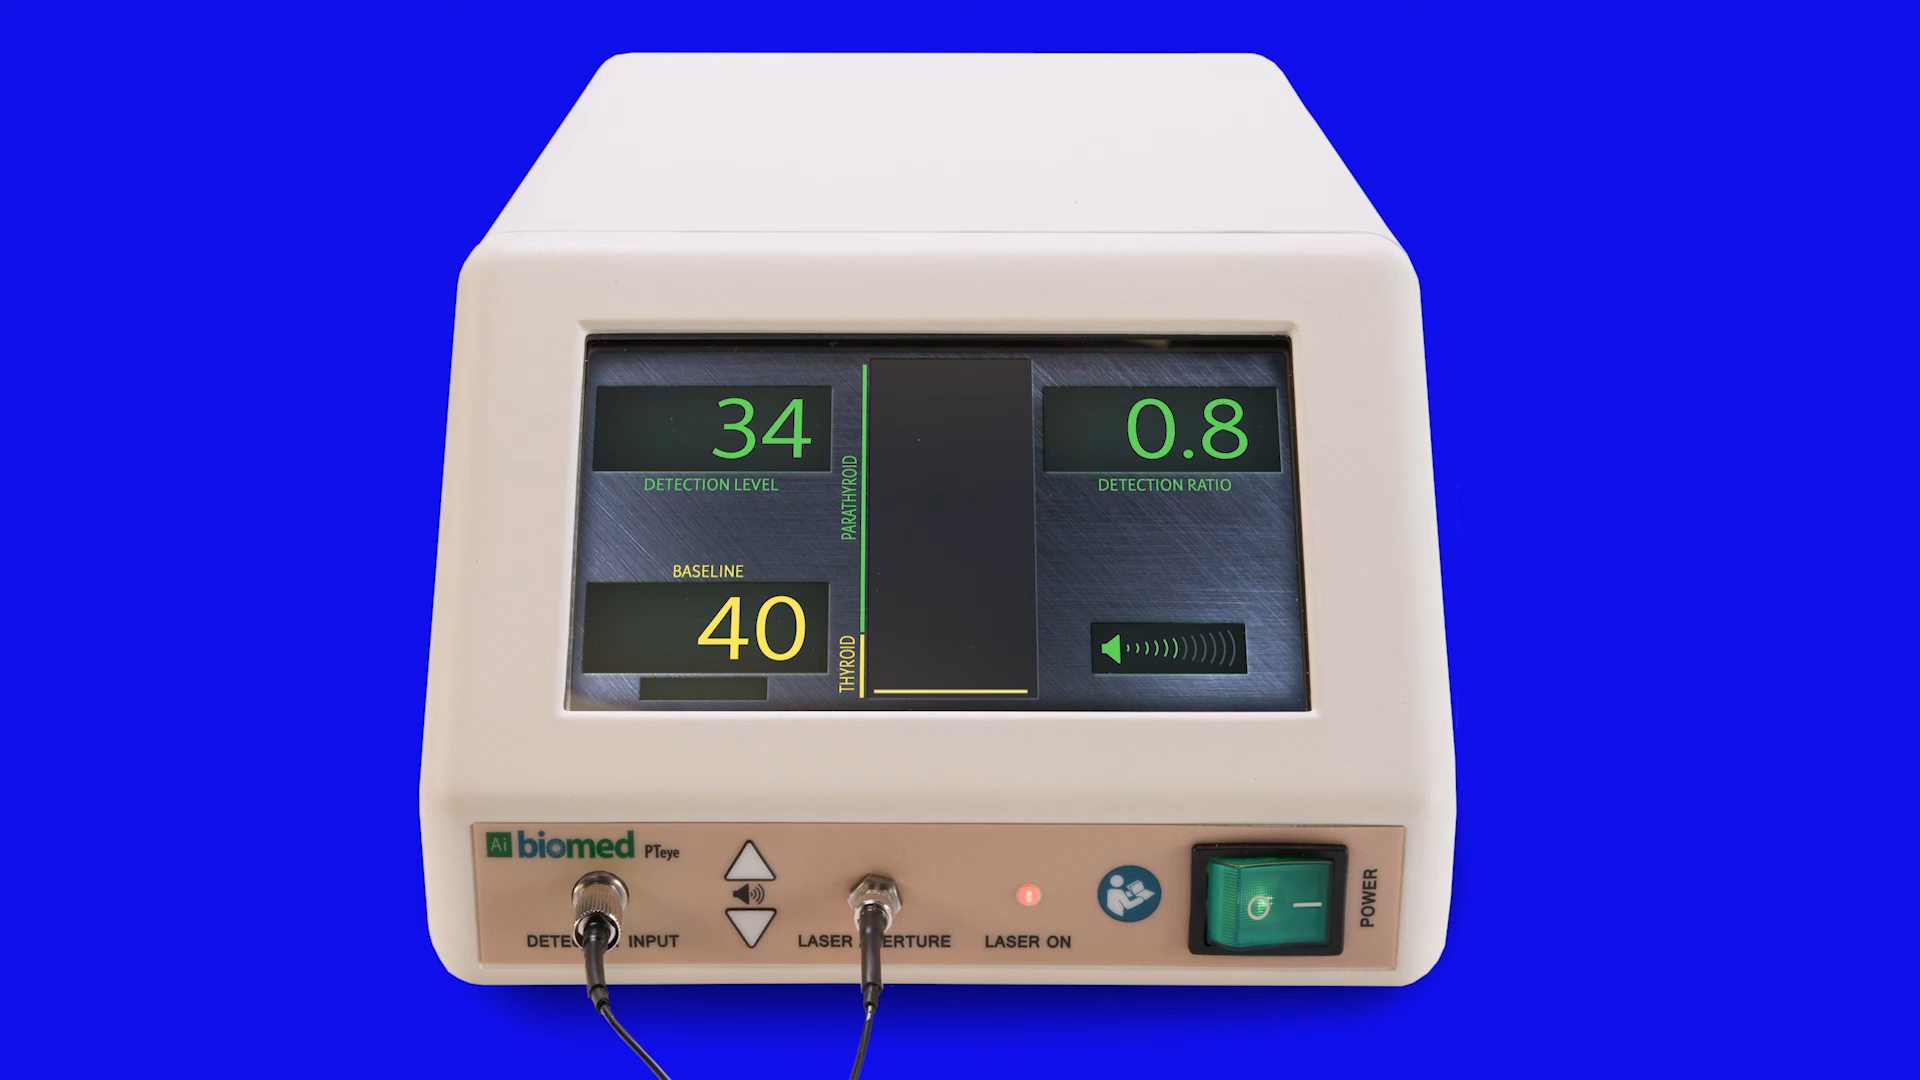 34
DETECTION LEVEL
BASELINE
40
PARATHYROID
THYROID
0.8
DETECTION RATIO
Ai biomed PTeye
INPUT
LASER
LASER ON
POWER